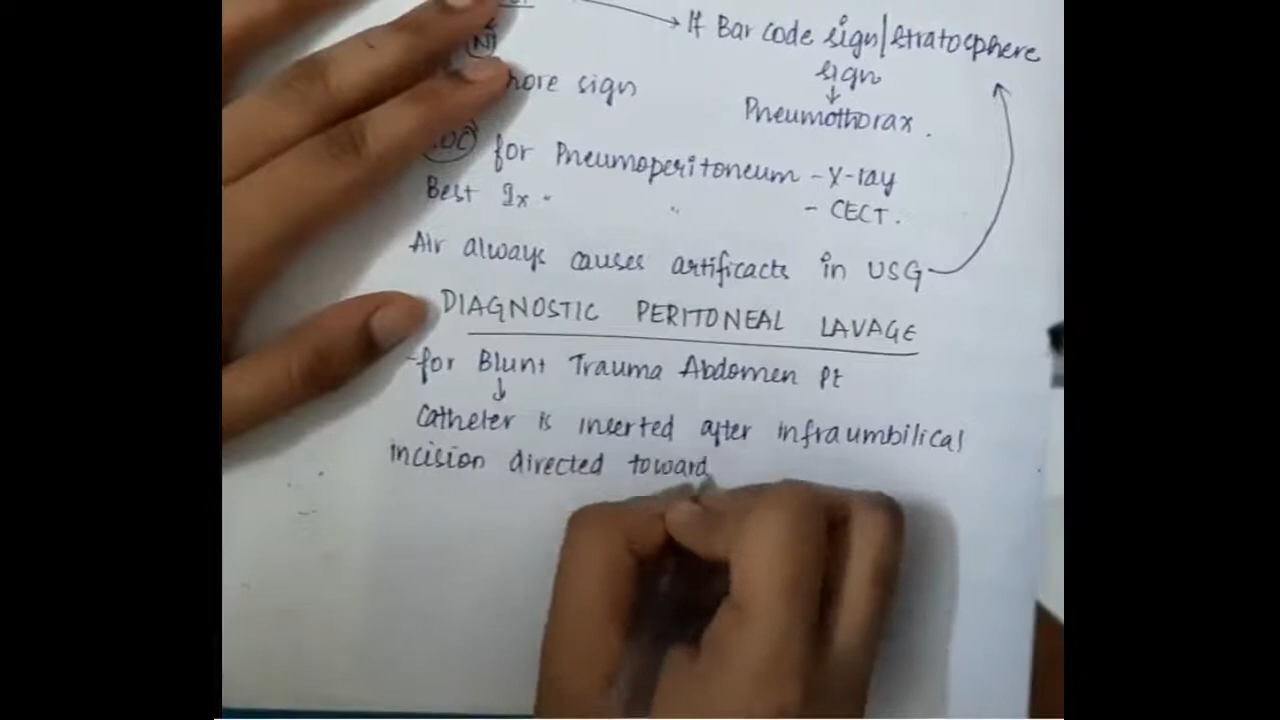 If Bar code sign/stratosphere
sign
↓
Pneumothorax.
N
hore sign
for Pneumoperitoneum - X-ray
Best Ix " " - CECT.
Air always causes artificacts in USG
DIAGNOSTIC PERITONEAL LAVAGE
-for Blunt Trauma Abdomen Pt
↓
Catheter is inserted after infraumbilical
incision directed toward